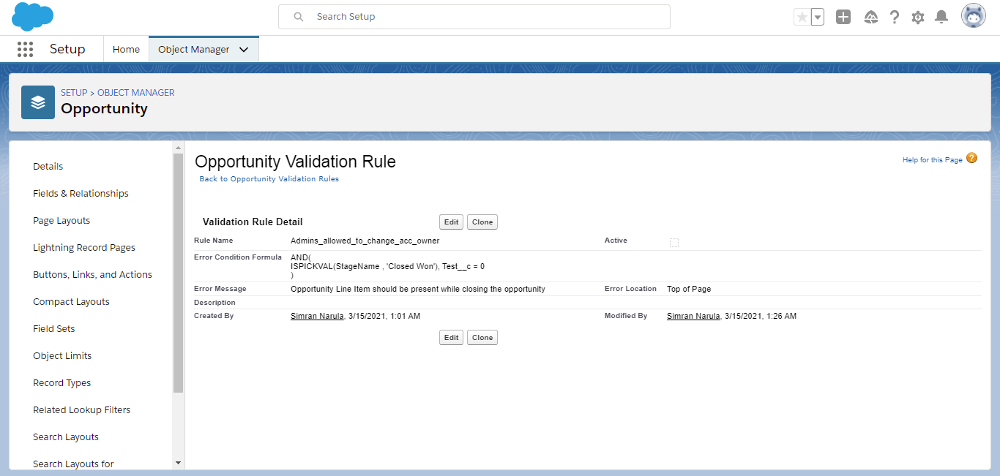 Search Setup
Setup
Home
Object Manager
SETUP > OBJECT MANAGER
Opportunity
Details
Fields & Relationships
Page Layouts
Lightning Record Pages
Buttons, Links, and Actions
Compact Layouts
Field Sets
Object Limits
Record Types
Related Lookup Filters
Search Layouts
Search Layouts for
Opportunity Validation Rule
Help for this Page ?
Back to Opportunity Validation Rules
Validation Rule Detail Edit Clone
Rule Name Admins_allowed_to_change_acc_owner Active
Error Condition Formula AND(
ISPICKVAL(StageName , 'Closed Won'), Test__c = 0
)
Error Message Opportunity Line Item should be present while closing the opportunity Error Location Top of Page
Description
Created By Simran Narula, 3/15/2021, 1:01 AM Modified By Simran Narula, 3/15/2021, 1:26 AM
Edit Clone